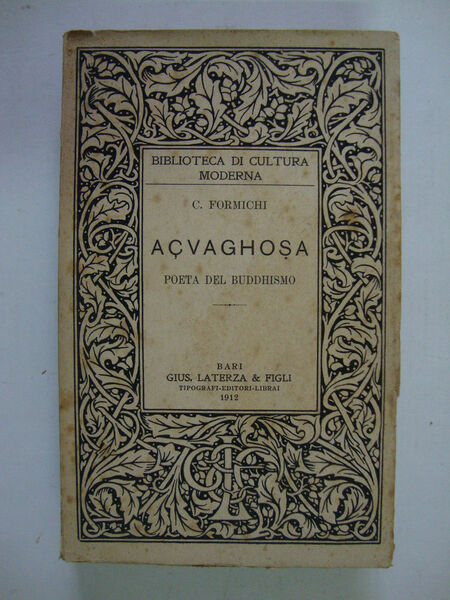 BIBLIOTECA DI CULTURA
MODERNA
C. FORMICHI
AÇVAGHOṢA
POETA DEL BUDDHISMO
BARI
GIUS. LATERZA & FIGLI
TIPOGRAFI-EDITORI-LIBRAI
1912